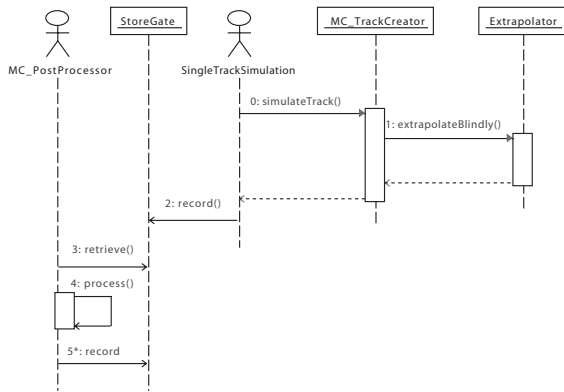 StoreGate
MC_TrackCreator
Extrapolator
MC_PostProcessor
SingleTrackSimulation
0: simulateTrack()
1: extrapolateBlindly()
2: record()
3: retrieve()
4: process()
5*: record